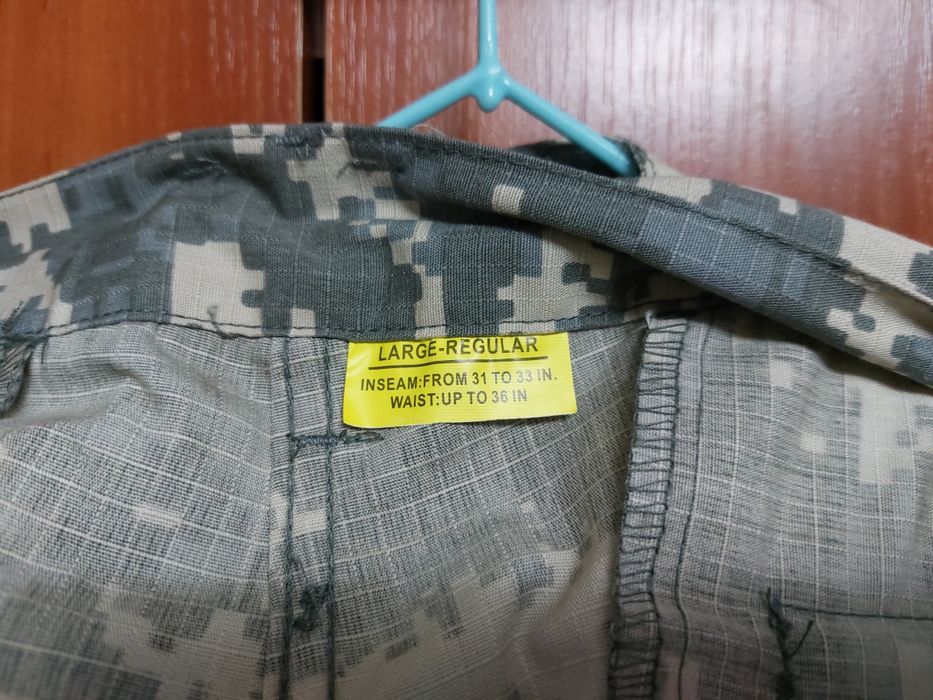 LARGE-REGULAR
INSEAM:FROM 31 TO 33 IN.
WAIST:UP TO 36 IN